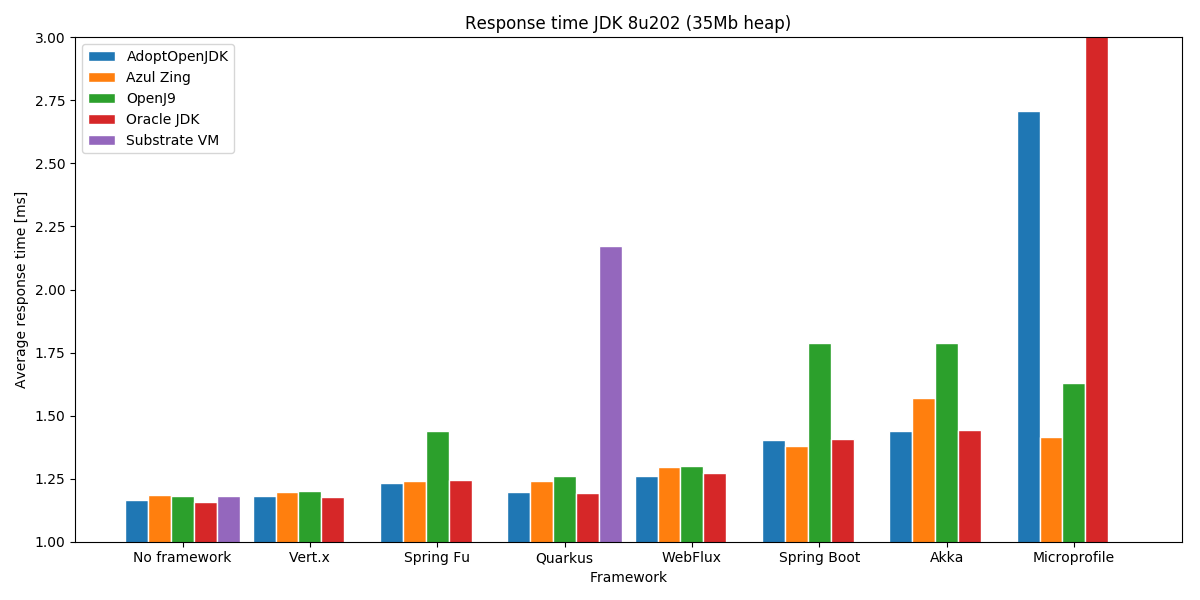 Response time JDK 8u202 (35Mb heap)
AdoptOpenJDK
Azul Zing
OpenJ9
Oracle JDK
Substrate VM
Average response time [ms]
3.00
2.75
2.50
2.25
2.00
1.75
1.50
1.25
1.00
No framework
Vert.x
Spring Fu
Quarkus
WebFlux
Spring Boot
Akka
Microprofile
Framework